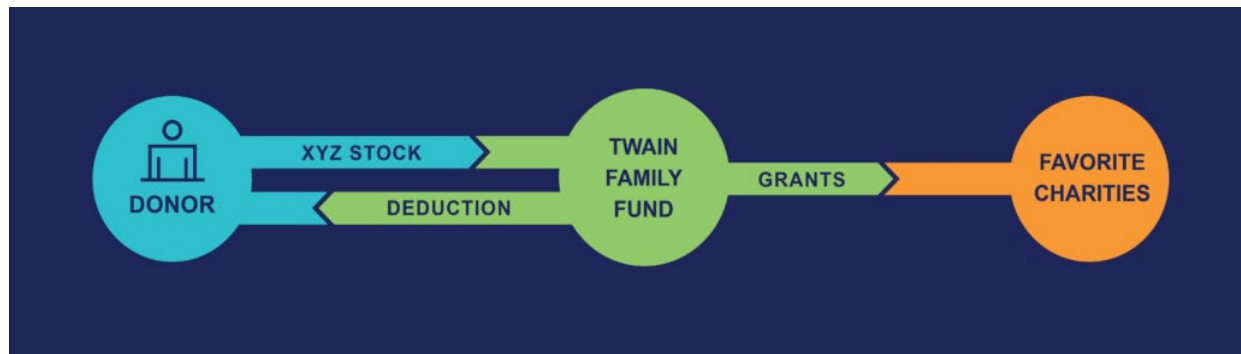 DONOR
XYZ STOCK
DEDUCTION
TWAIN
FAMILY
FUND
GRANTS
FAVORITE
CHARITIES